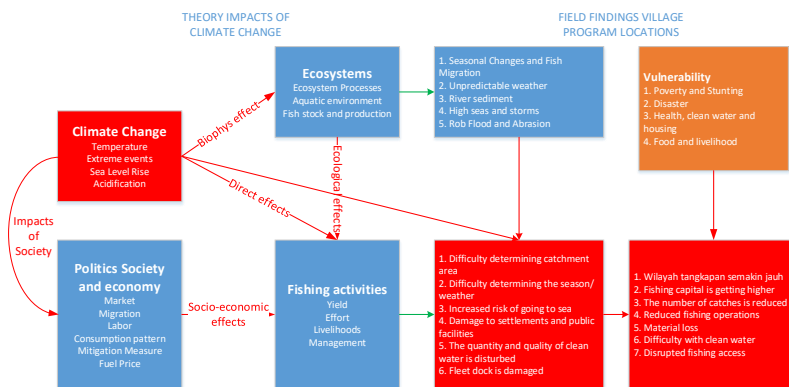 THEORY IMPACTS OF
CLIMATE CHANGE
FIELD FINDINGS VILLAGE
PROGRAM LOCATIONS
Ecosystems
Ecosystem Processes
Aquatic environment
Fish stock and production
1. Seasonal Changes and Fish
Migration
2. Unpredictable weather
3. River sediment
4. High seas and storms
5. Rob Flood and Abrasion
Vulnerability
1. Poverty and Stunting
2. Disaster
3. Health, clean water and
housing
4. Food and livelihood
Climate Change
Temperature
Extreme events
Sea Level Rise
Acidification
Biophys effect
Direct effects
Ecological effects
Impacts
of
Society
Politics Society
and economy
Market
Migration
Labor
Consumption pattern
Mitigation Measure
Fuel Price
Socio-economic
effects
Fishing activities
Yield
Effort
Livelihoods
Management
1. Difficulty determining catchment
area
2. Difficulty determining the season/
weather
3. Increased risk of going to sea
4. Damage to settlements and public
facilities
5. The quantity and quality of clean
water is disturbed
6. Fleet dock is damaged
1. Wilayah tangkapan semakin jauh
2. Fishing capital is getting higher
3. The number of catches is reduced
4. Reduced fishing operations
5. Material loss
6. Difficulty with clean water
7. Disrupted fishing access